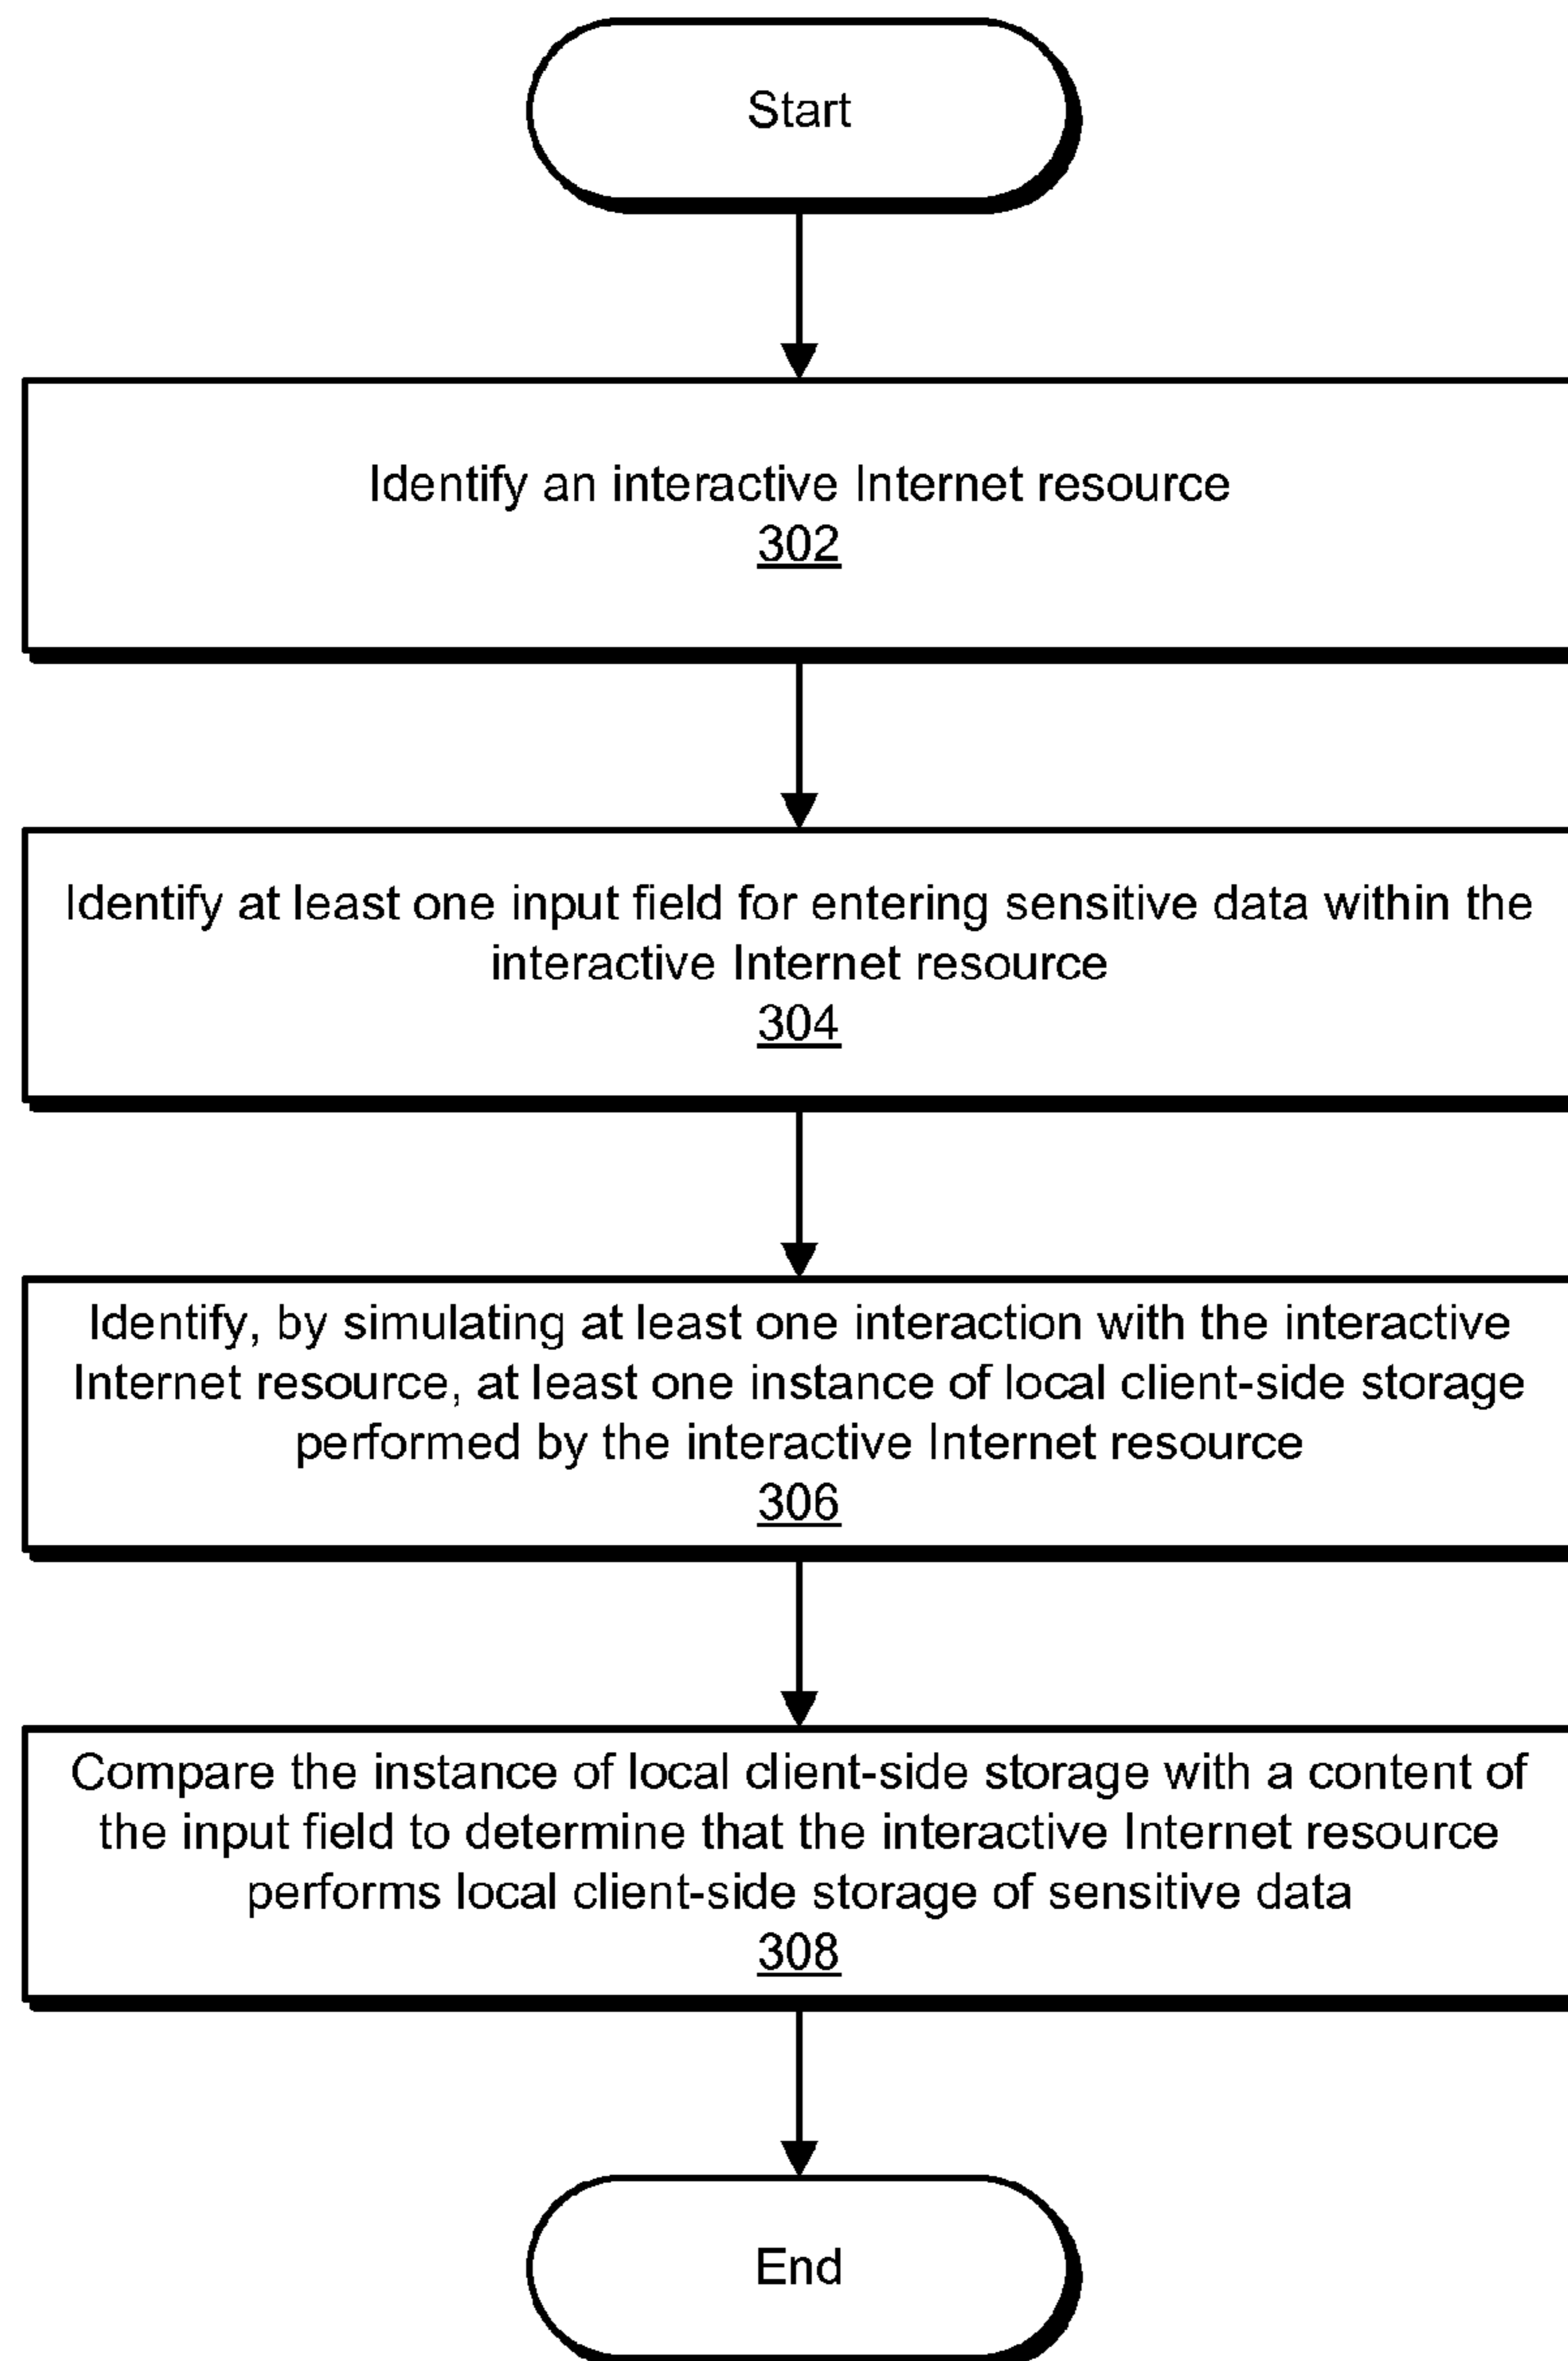 Start
Identify an interactive Internet resource
302
Identify at least one input field for entering sensitive data within the
interactive Internet resource
304
Identify, by simulating at least one interaction with the interactive
Internet resource, at least one instance of local client-side storage
performed by the interactive Internet resource
306
Compare the instance of local client-side storage with a content of
the input field to determine that the interactive Internet resource
performs local client-side storage of sensitive data
308
End